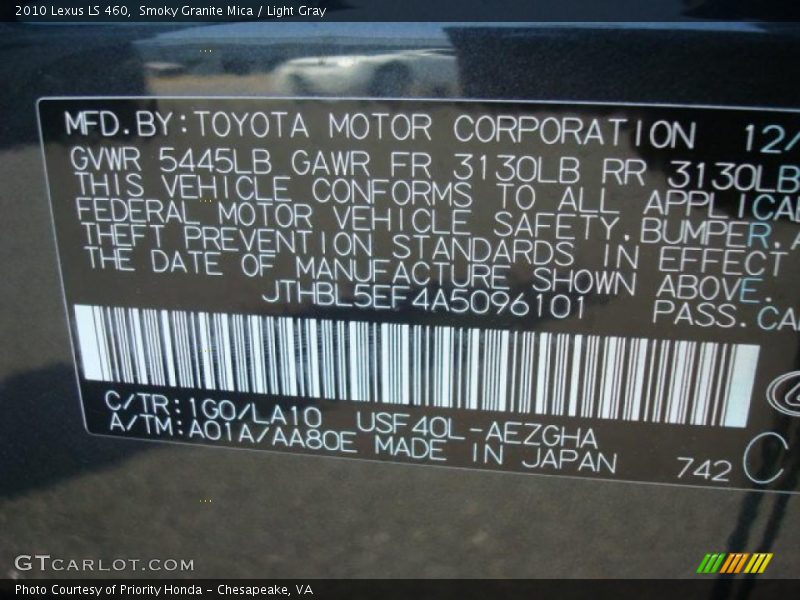 2010 Lexus LS 460, Smoky Granite Mica / Light Gray
MFD.BY:TOYOTA MOTOR CORPORATION 12/
GVWR 5445LB GAWR FR 3130LB RR 3130LB
THIS VEHICLE CONFORMS TO ALL APPLICA
FEDERAL MOTOR VEHICLE SAFETY, BUMPER, A
THEFT PREVENTION STANDARDS IN EFFECT
THE DATE OF MANUFACTURE SHOWN ABOVE.
JTHBL5EF4A5096101 PASS.CA
C/TR:1G0/LA10 USF40L-AEZGHA
A/TM:A01A/AA80E MADE IN JAPAN 742 C
GTCARLOT.COM
Photo Courtesy of Priority Honda - Chesapeake, VA